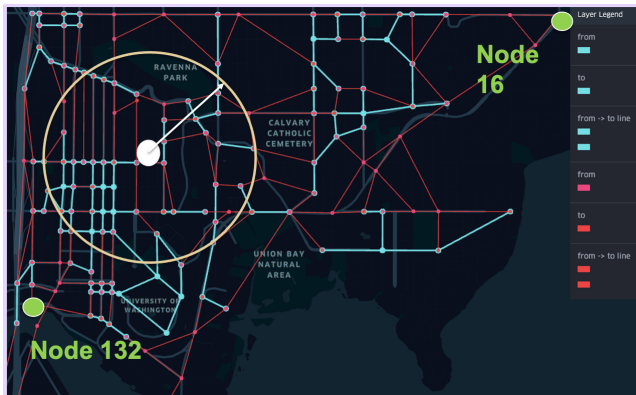 Layer Legend
from
to
from -> to line
from
to
from -> to line
Node
16
RAVENNA
PARK
CALVARY
CATHOLIC
CEMETERY
UNION BAY
NATURAL
AREA
UNIVERSITY OF
WASHINGTON
Node 132